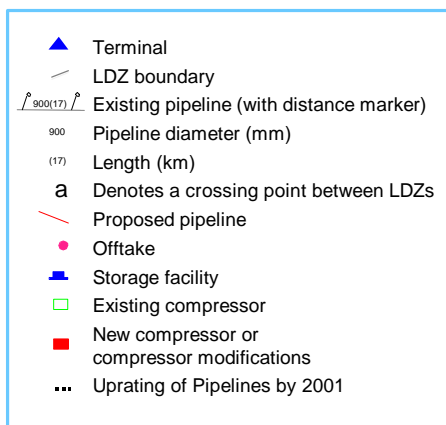 Terminal
LDZ boundary
900(17) Existing pipeline (with distance marker)
900 Pipeline diameter (mm)
(17) Length (km)
a Denotes a crossing point between LDZs
Proposed pipeline
Offtake
Storage facility
Existing compressor
New compressor or
compressor modifications
Uprating of Pipelines by 2001